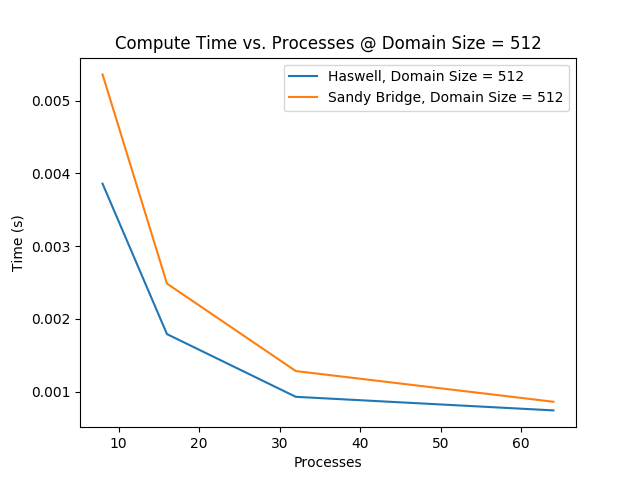 Compute Time vs. Processes @ Domain Size = 512
Haswell, Domain Size = 512
Sandy Bridge, Domain Size = 512
Time (s)
0.005
0.004
0.003
0.002
0.001
10 20 30 40 50 60
Processes